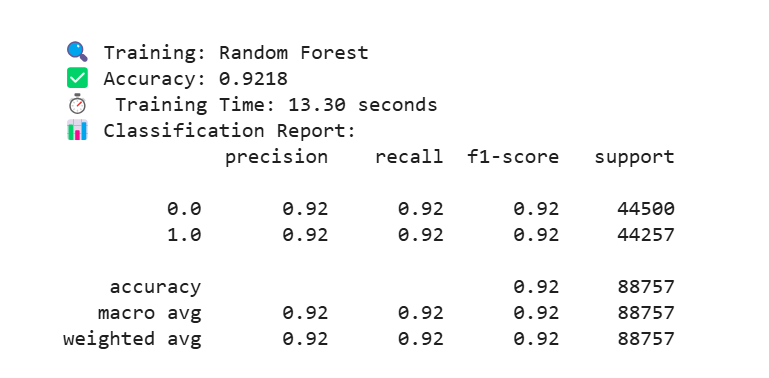 🔍 Training: Random Forest
✅ Accuracy: 0.9218
⏱ Training Time: 13.30 seconds
📊 Classification Report:
precision recall f1-score support
0.0 0.92 0.92 0.92 44500
1.0 0.92 0.92 0.92 44257
accuracy 0.92 88757
macro avg 0.92 0.92 0.92 88757
weighted avg 0.92 0.92 0.92 88757